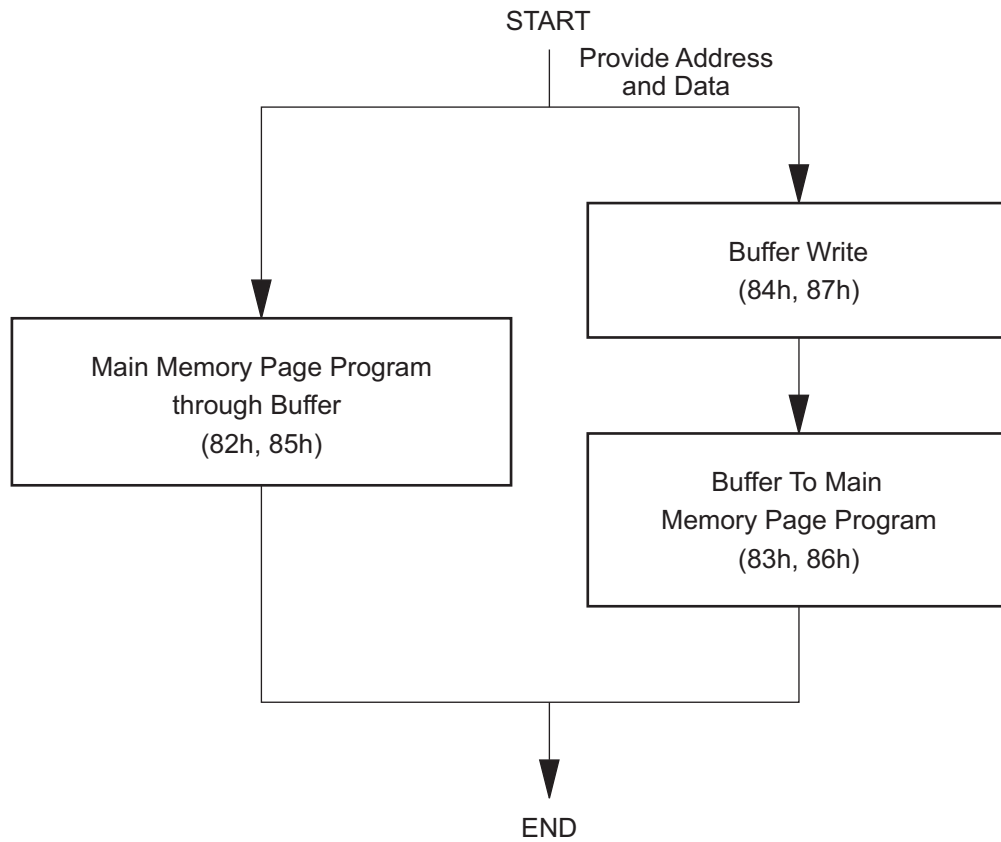 START
Provide Address
and Data
Buffer Write
(84h, 87h)
Main Memory Page Program
through Buffer
(82h, 85h)
Buffer To Main
Memory Page Program
(83h, 86h)
END